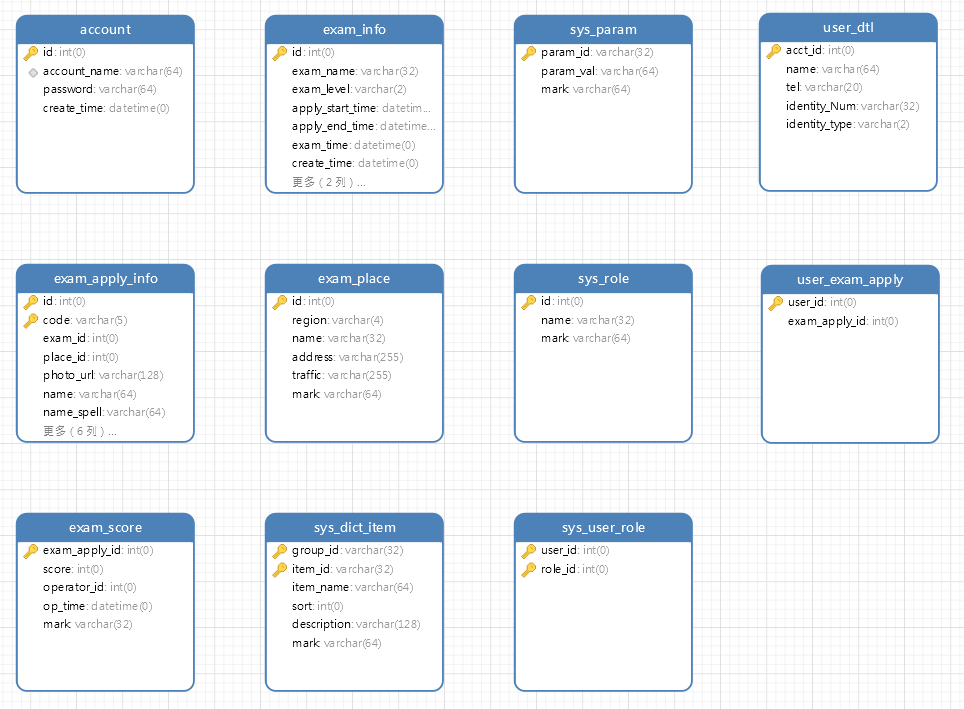 account
id: int(0)
account_name: varchar(64)
password: varchar(64)
create_time: datetime(0)
exam_info
id: int(0)
exam_name: varchar(32)
exam_level: varchar(2)
apply_start_time: datetim...
apply_end_time: datetime...
exam_time: datetime(0)
create_time: datetime(0)
更多（2 列）...
sys_param
param_id: varchar(32)
param_val: varchar(64)
mark: varchar(64)
user_dtl
acct_id: int(0)
name: varchar(64)
tel: varchar(20)
identity_Num: varchar(32)
identity_type: varchar(2)
exam_apply_info
id: int(0)
code: varchar(5)
exam_id: int(0)
place_id: int(0)
photo_url: varchar(128)
name: varchar(64)
name_spell: varchar(64)
更多（6 列）...
exam_place
id: int(0)
region: varchar(4)
name: varchar(32)
address: varchar(255)
traffic: varchar(255)
mark: varchar(64)
sys_role
id: int(0)
name: varchar(32)
mark: varchar(64)
user_exam_apply
user_id: int(0)
exam_apply_id: int(0)
exam_score
exam_apply_id: int(0)
score: int(0)
operator_id: int(0)
op_time: datetime(0)
mark: varchar(32)
sys_dict_item
group_id: varchar(32)
item_id: varchar(32)
item_name: varchar(64)
sort: int(0)
description: varchar(128)
mark: varchar(64)
sys_user_role
user_id: int(0)
role_id: int(0)